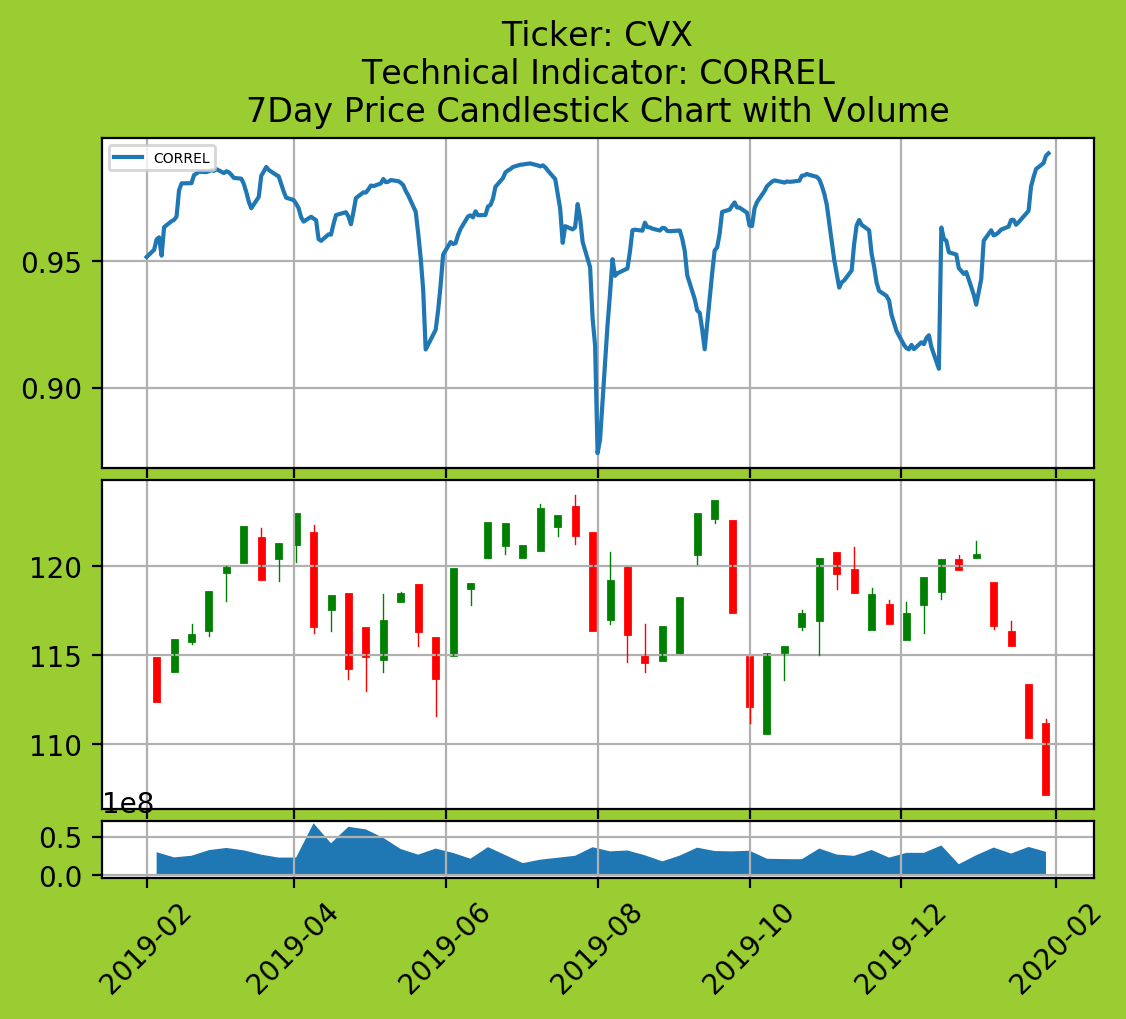 Ticker: CVX
Technical Indicator: CORREL
7Day Price Candlestick Chart with Volume
CORREL
0.95
0.90
120
115
110
1e8
0.5
0.0
2019-02
2019-04
2019-06
2019-08
2019-10
2019-12
2020-02